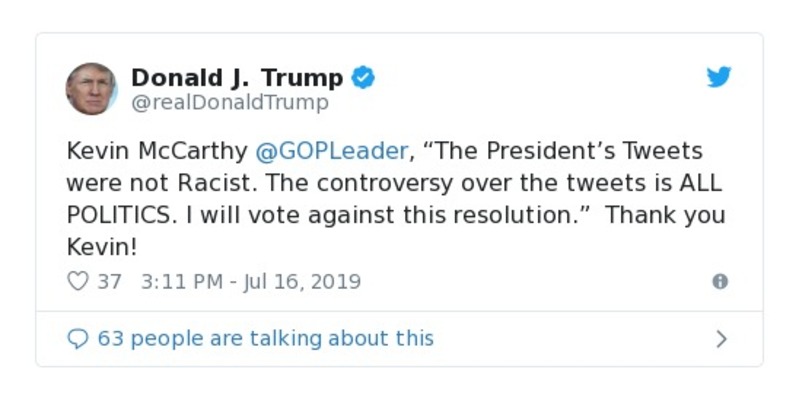 Donald J. Trump
@realDonaldTrump
Kevin McCarthy @GOPLeader, “The President’s Tweets
were not Racist. The controversy over the tweets is ALL
POLITICS. I will vote against this resolution.”  Thank you
Kevin!
37 3:11 PM - Jul 16, 2019
63 people are talking about this